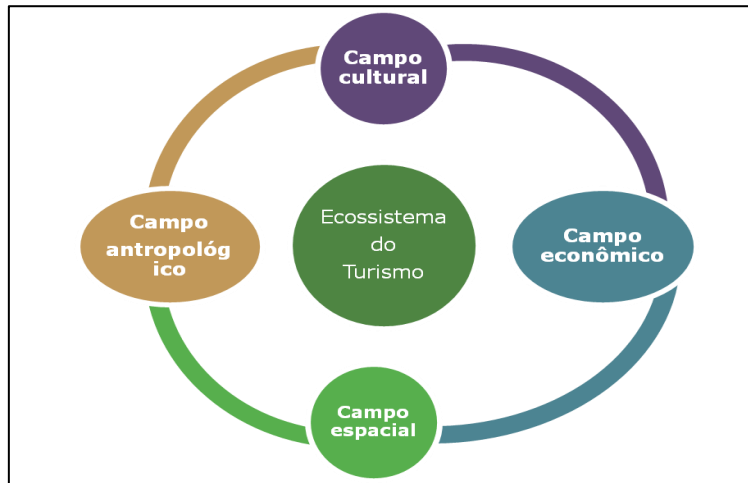 Campo
cultural
Campo
antropológ
ico
Ecossistema
do
Turismo
Campo
econômico
Campo
espacial